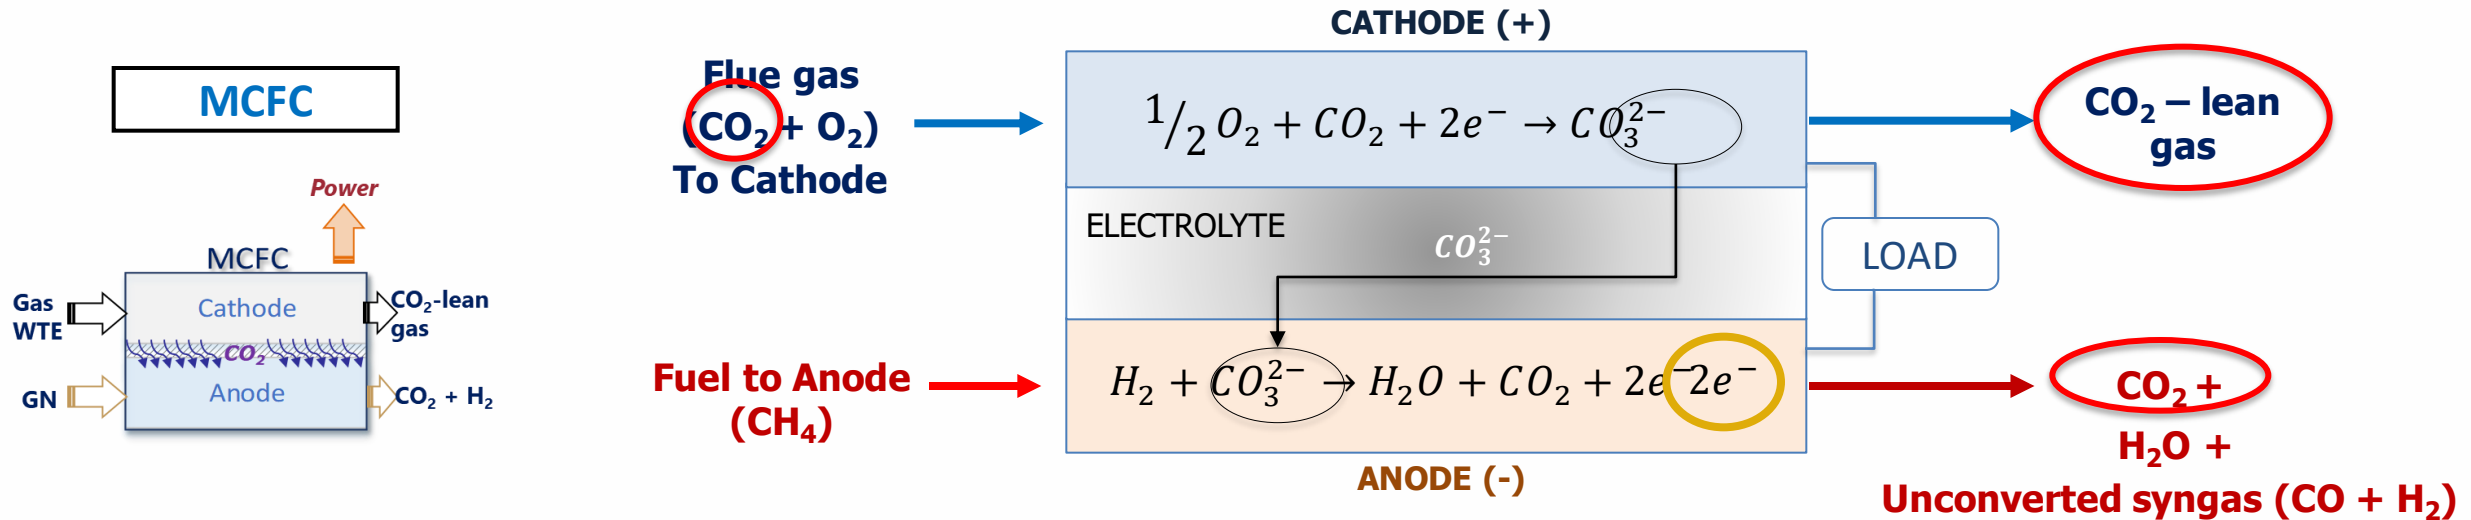 MCFC
Power
MCFC
Gas
WTE
Cathode
CO₂-lean
gas
CO₂
GN
Anode
CO₂ + H₂
CATHODE (+)
Flue gas
(CO₂ + O₂)
To Cathode
1/2 O₂ + CO₂ + 2e⁻ → CO₃²⁻
CO₂ – lean
gas
ELECTROLYTE
CO₃²⁻
LOAD
Fuel to Anode
(CH₄)
H₂ + CO₃²⁻ → H₂O + CO₂ + 2e⁻ 2e⁻
CO₂ +
H₂O +
Unconverted syngas (CO + H₂)
ANODE (-)